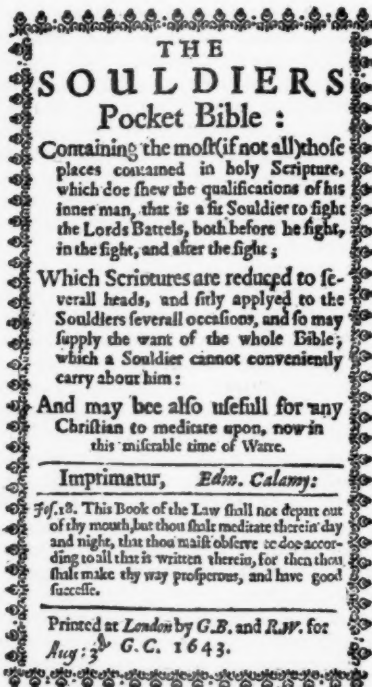 THE
SOULDIERS
Pocket Bible :
Containing the moſt (if not all) thoſe
places contained in holy Scripture,
which doe ſhew the qualifications of his
inner man, that is a fit Souldier to fight
the Lords Battels, both before he fight,
in the fight, and after the fight ;
Which Scriptures are reduced to ſe-
verall heads, and fitly applyed to the
Souldiers ſeverall occaſions, and ſo may
ſupply the want of the whole Bible ;
which a Souldier cannot conveniently
carry about him :
And may bee alſo uſefull for any
Chriſtian to meditate upon, now in
this miſerable time of Warre.
Imprimatur, Edm. Calamy:
Joſ. 18. This Book of the Law ſhall not depart out
of thy mouth, but thou ſhalt meditate therein day
and night, that thou maiſt obſerve to doe accor-
ding to all that is written therein, for then thou
ſhalt make thy way proſperous, and have good
ſucceſſe.
Printed at London by G.B. and R.W. for
Aug: 3 G. C. 1643.